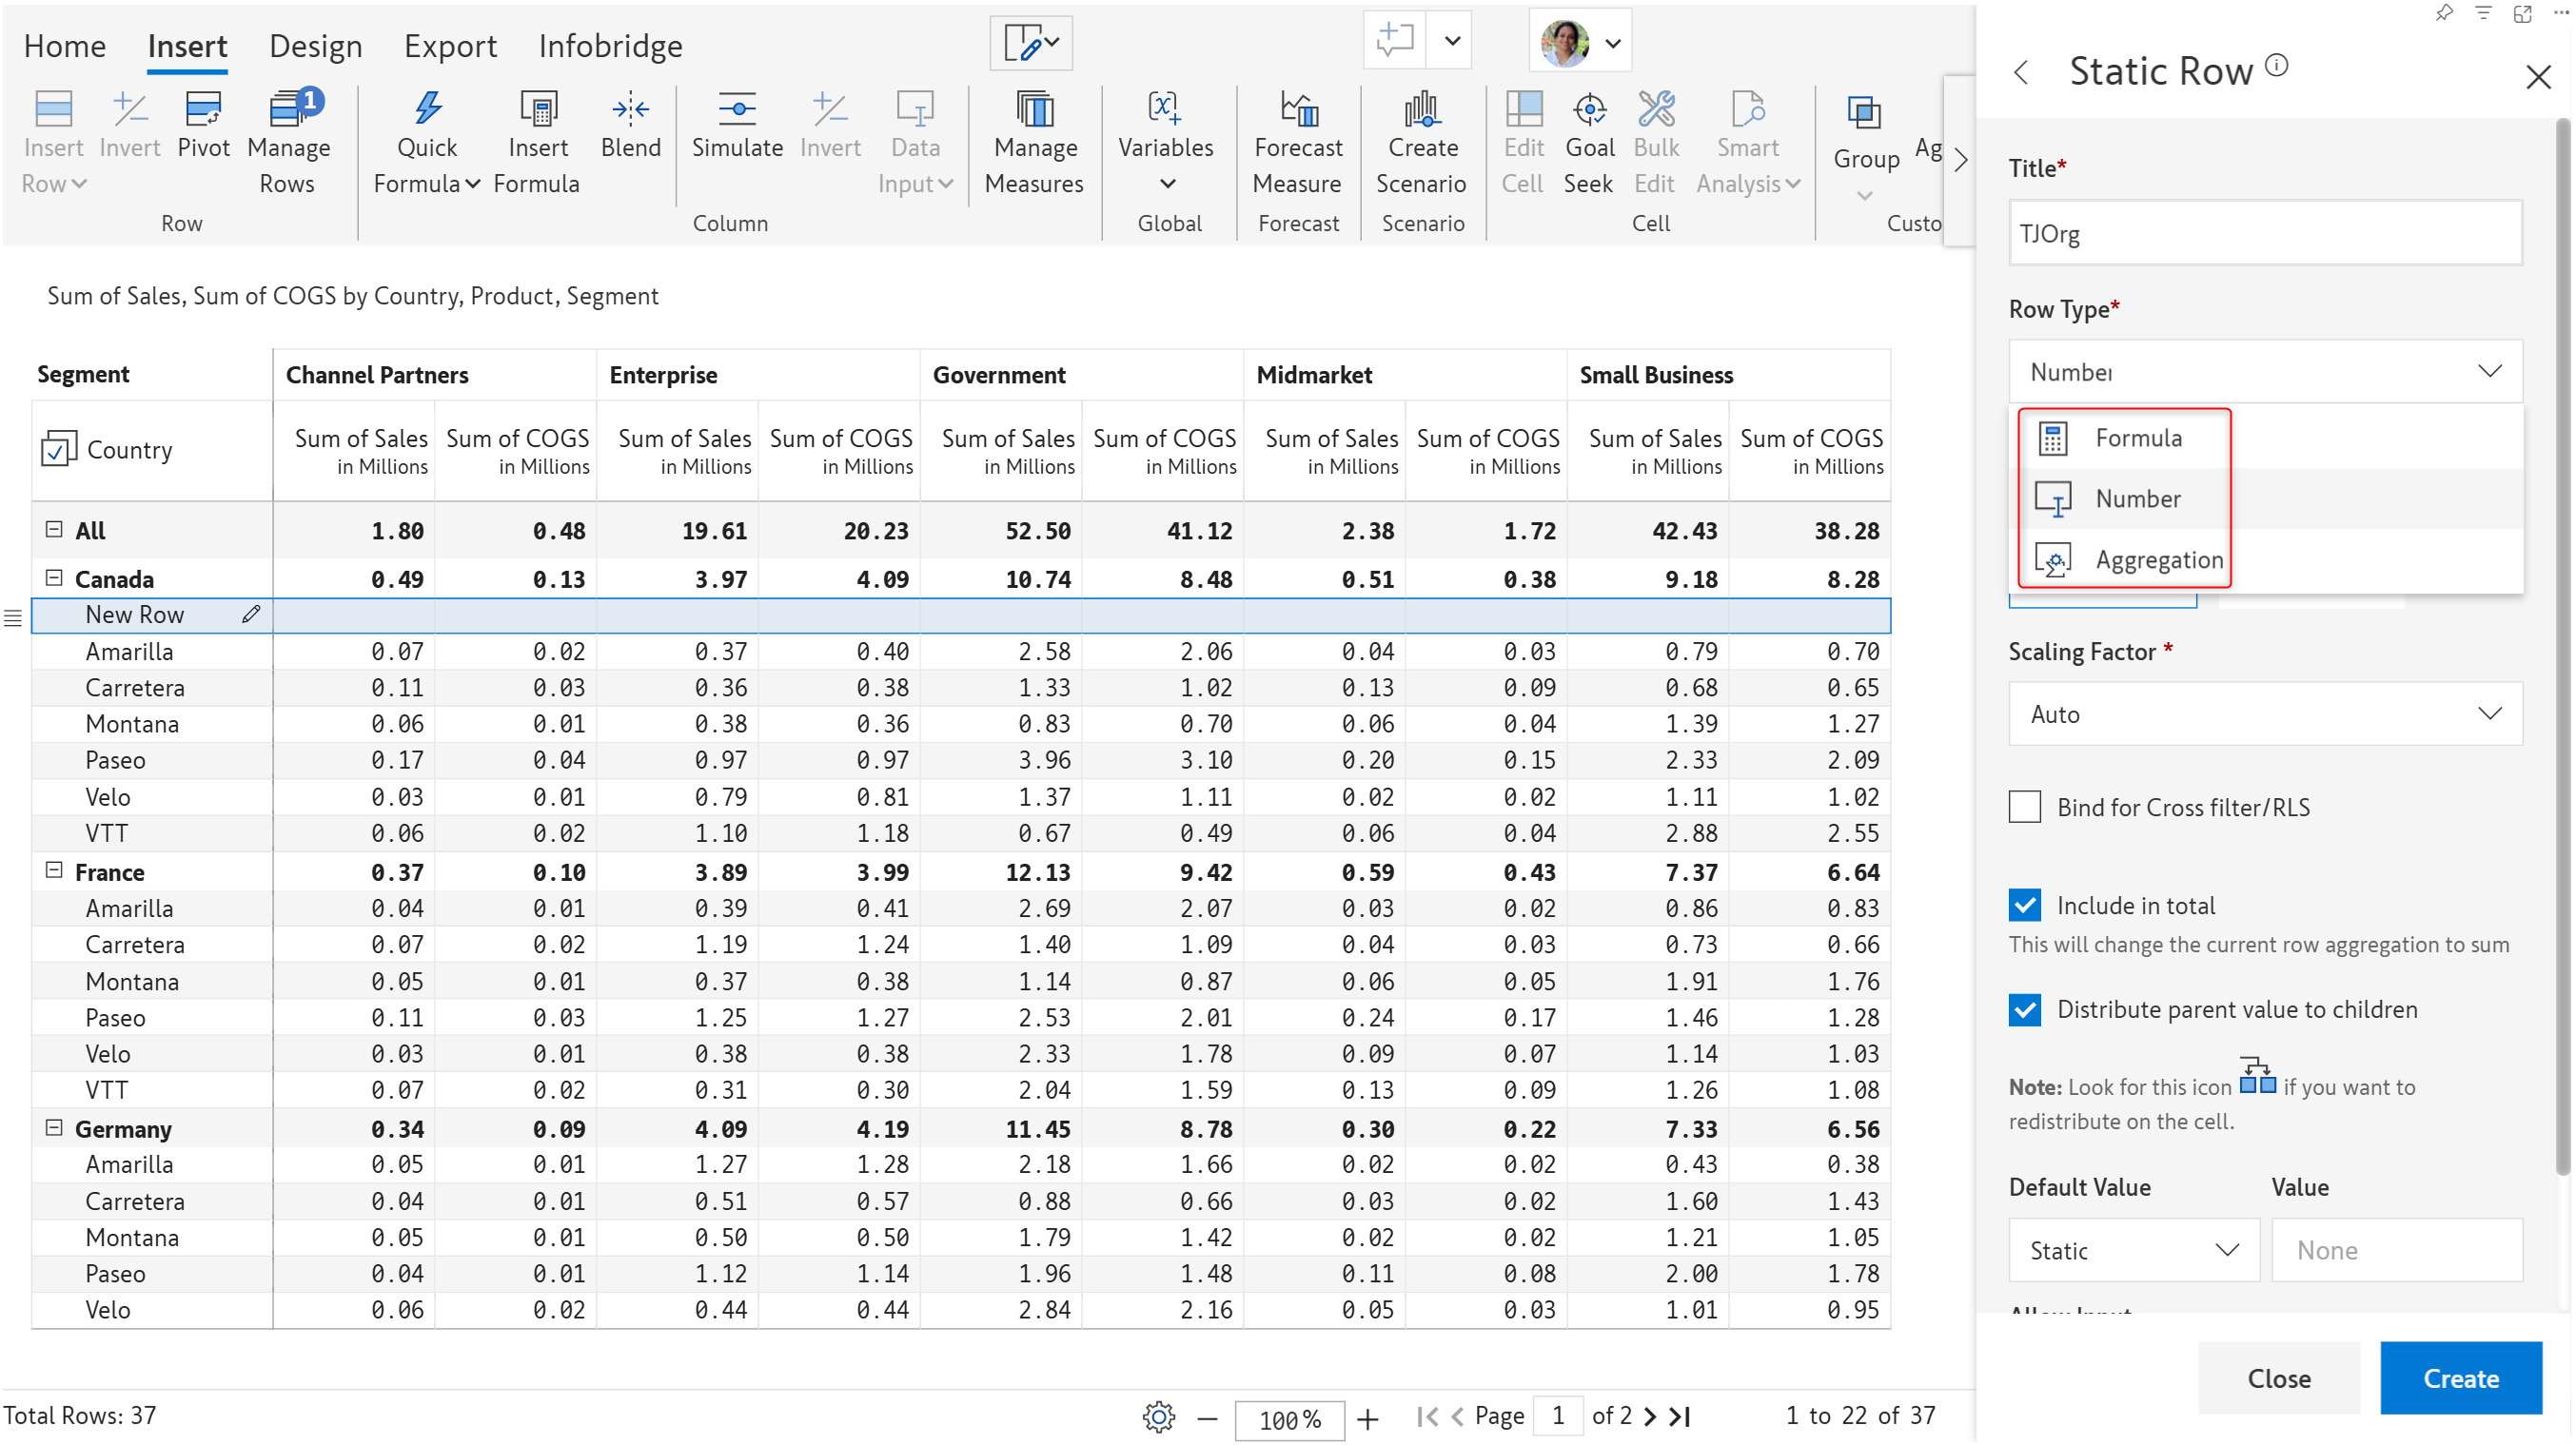 Home Insert Design Export Infobridge
1
Insert Row Invert Pivot Manage Rows Quick Formula Insert Formula Blend Simulate Invert Data Input Manage Measures Variables Forecast Measure Create Scenario Edit Cell Goal Seek Bulk Edit Smart Analysis Group Ag
Row Column Global Forecast Scenario Cell Custo
Sum of Sales, Sum of COGS by Country, Product, Segment
Segment Channel Partners Enterprise Government Midmarket Small Business
Country Sum of Sales in Millions Sum of COGS in Millions Sum of Sales in Millions Sum of COGS in Millions Sum of Sales in Millions Sum of COGS in Millions Sum of Sales in Millions Sum of COGS in Millions Sum of Sales in Millions Sum of COGS in Millions
All 1.80 0.48 19.61 20.23 52.50 41.12 2.38 1.72 42.43 38.28
Canada 0.49 0.13 3.97 4.09 10.74 8.48 0.51 0.38 9.18 8.28
New Row
Amarilla 0.07 0.02 0.37 0.40 2.58 2.06 0.04 0.03 0.79 0.70
Carretera 0.11 0.03 0.36 0.38 1.33 1.02 0.13 0.09 0.68 0.65
Montana 0.06 0.01 0.38 0.36 0.83 0.70 0.06 0.04 1.39 1.27
Paseo 0.17 0.04 0.97 0.97 3.96 3.10 0.20 0.15 2.33 2.09
Velo 0.03 0.01 0.79 0.81 1.37 1.11 0.02 0.02 1.11 1.02
VTT 0.06 0.02 1.10 1.18 0.67 0.49 0.06 0.04 2.88 2.55
France 0.37 0.10 3.89 3.99 12.13 9.42 0.59 0.43 7.37 6.64
Amarilla 0.04 0.01 0.39 0.41 2.69 2.07 0.03 0.02 0.86 0.83
Carretera 0.07 0.02 1.19 1.24 1.40 1.09 0.04 0.03 0.73 0.66
Montana 0.05 0.01 0.37 0.38 1.14 0.87 0.06 0.05 1.91 1.76
Paseo 0.11 0.03 1.25 1.27 2.53 2.01 0.24 0.17 1.46 1.28
Velo 0.03 0.01 0.38 0.38 2.33 1.78 0.09 0.07 1.14 1.03
VTT 0.07 0.02 0.31 0.30 2.04 1.59 0.13 0.09 1.26 1.08
Germany 0.34 0.09 4.09 4.19 11.45 8.78 0.30 0.22 7.33 6.56
Amarilla 0.05 0.01 1.27 1.28 2.18 1.66 0.02 0.02 0.43 0.38
Carretera 0.04 0.01 0.51 0.57 0.88 0.66 0.03 0.02 1.60 1.43
Montana 0.05 0.01 0.50 0.50 1.79 1.42 0.02 0.02 1.21 1.05
Paseo 0.04 0.01 1.12 1.14 1.96 1.48 0.11 0.08 2.00 1.78
Velo 0.06 0.02 0.44 0.44 2.84 2.16 0.05 0.03 1.01 0.95
Total Rows: 37 100% Page 1 of 2 1 to 22 of 37
Static Row
Title*
TJOrg
Row Type*
Number
Formula
Number
Aggregation
Scaling Factor *
Auto
Bind for Cross filter/RLS
Include in total
This will change the current row aggregation to sum
Distribute parent value to children
Note: Look for this icon if you want to
redistribute on the cell.
Default Value Value
Static None
Allow Input
Close Create